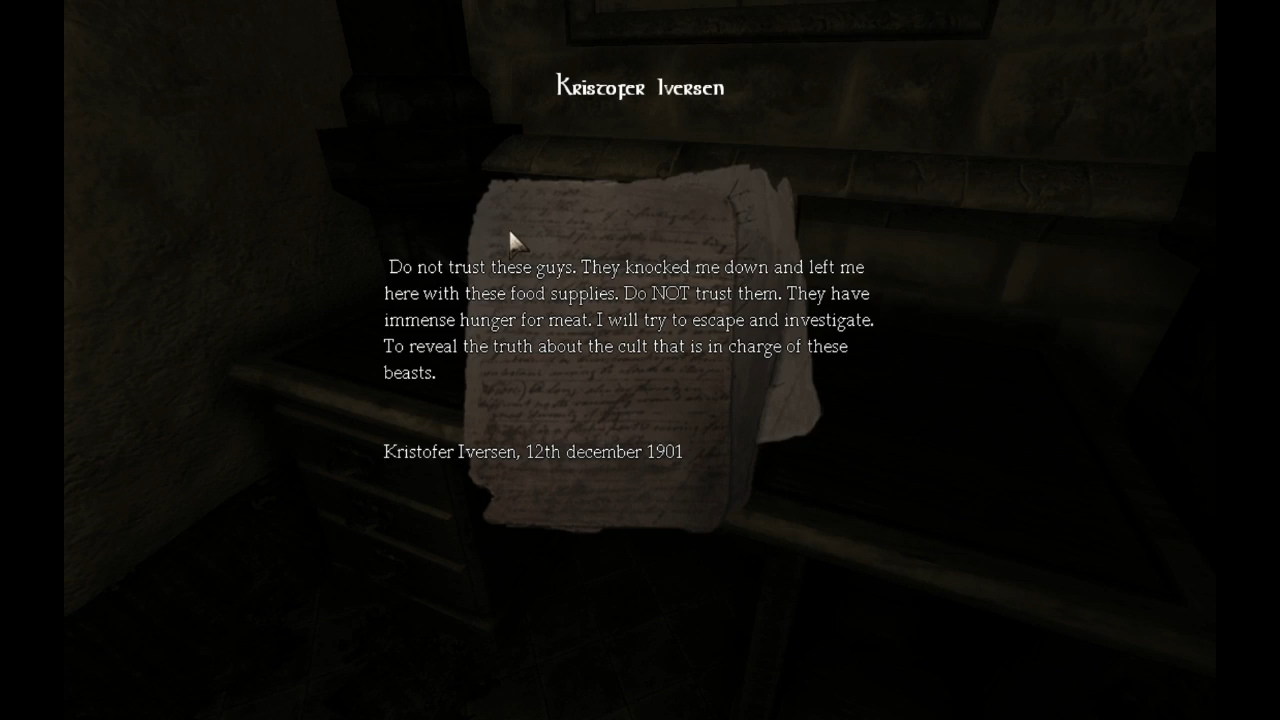 Kristofer Iversen
Do not trust these guys. They knocked me down and left me
here with these food supplies. Do NOT trust them. They have
immense hunger for meat. I will try to escape and investigate.
To reveal the truth about the cult that is in charge of these
beasts.
Kristofer Iversen, 12th december 1901